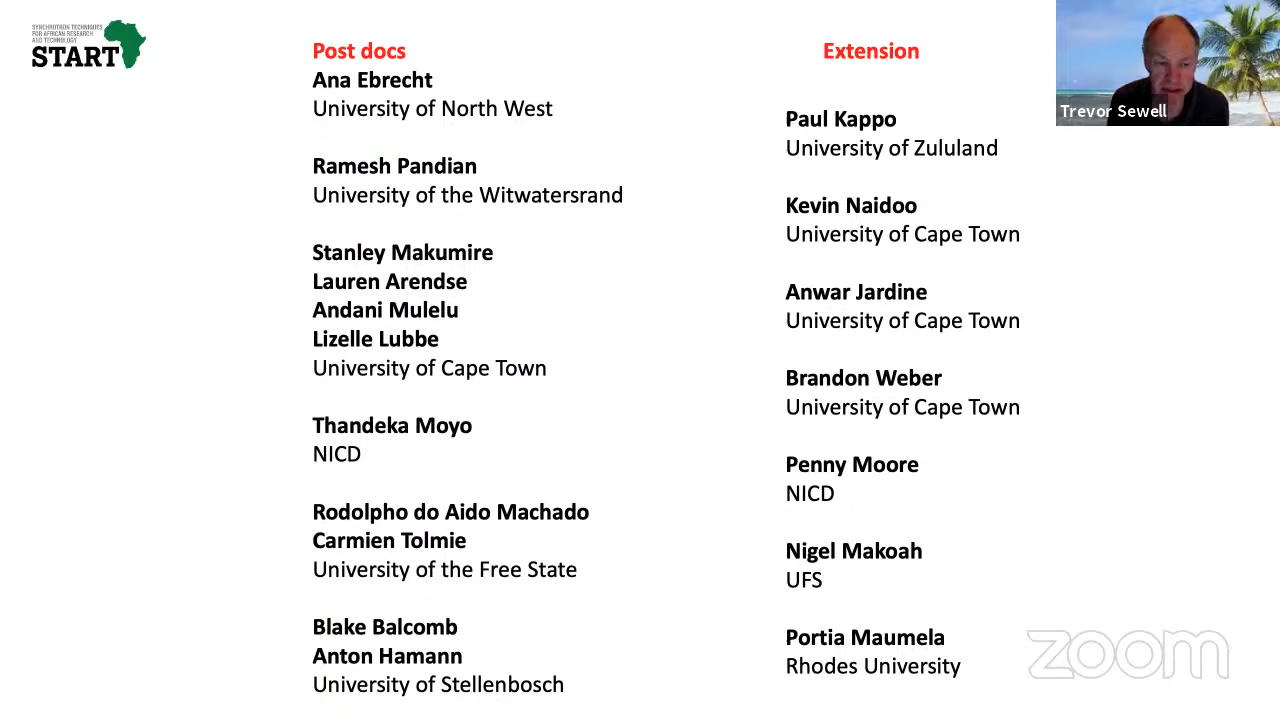 SYNCHROTRON TECHNIQUES
FOR AFRICAN RESEARCH
AND TECHNOLOGY
START
Post docs
Ana Ebrecht
University of North West
Ramesh Pandian
University of the Witwatersrand
Stanley Makumire
Lauren Arendse
Andani Mulelu
Lizelle Lubbe
University of Cape Town
Thandeka Moyo
NICD
Rodolpho do Aido Machado
Carmien Tolmie
University of the Free State
Blake Balcomb
Anton Hamann
University of Stellenbosch
Extension
Paul Kappo
University of Zululand
Kevin Naidoo
University of Cape Town
Anwar Jardine
University of Cape Town
Brandon Weber
University of Cape Town
Penny Moore
NICD
Nigel Makoah
UFS
Portia Maumela
Rhodes University
Trevor Sewell
zoom